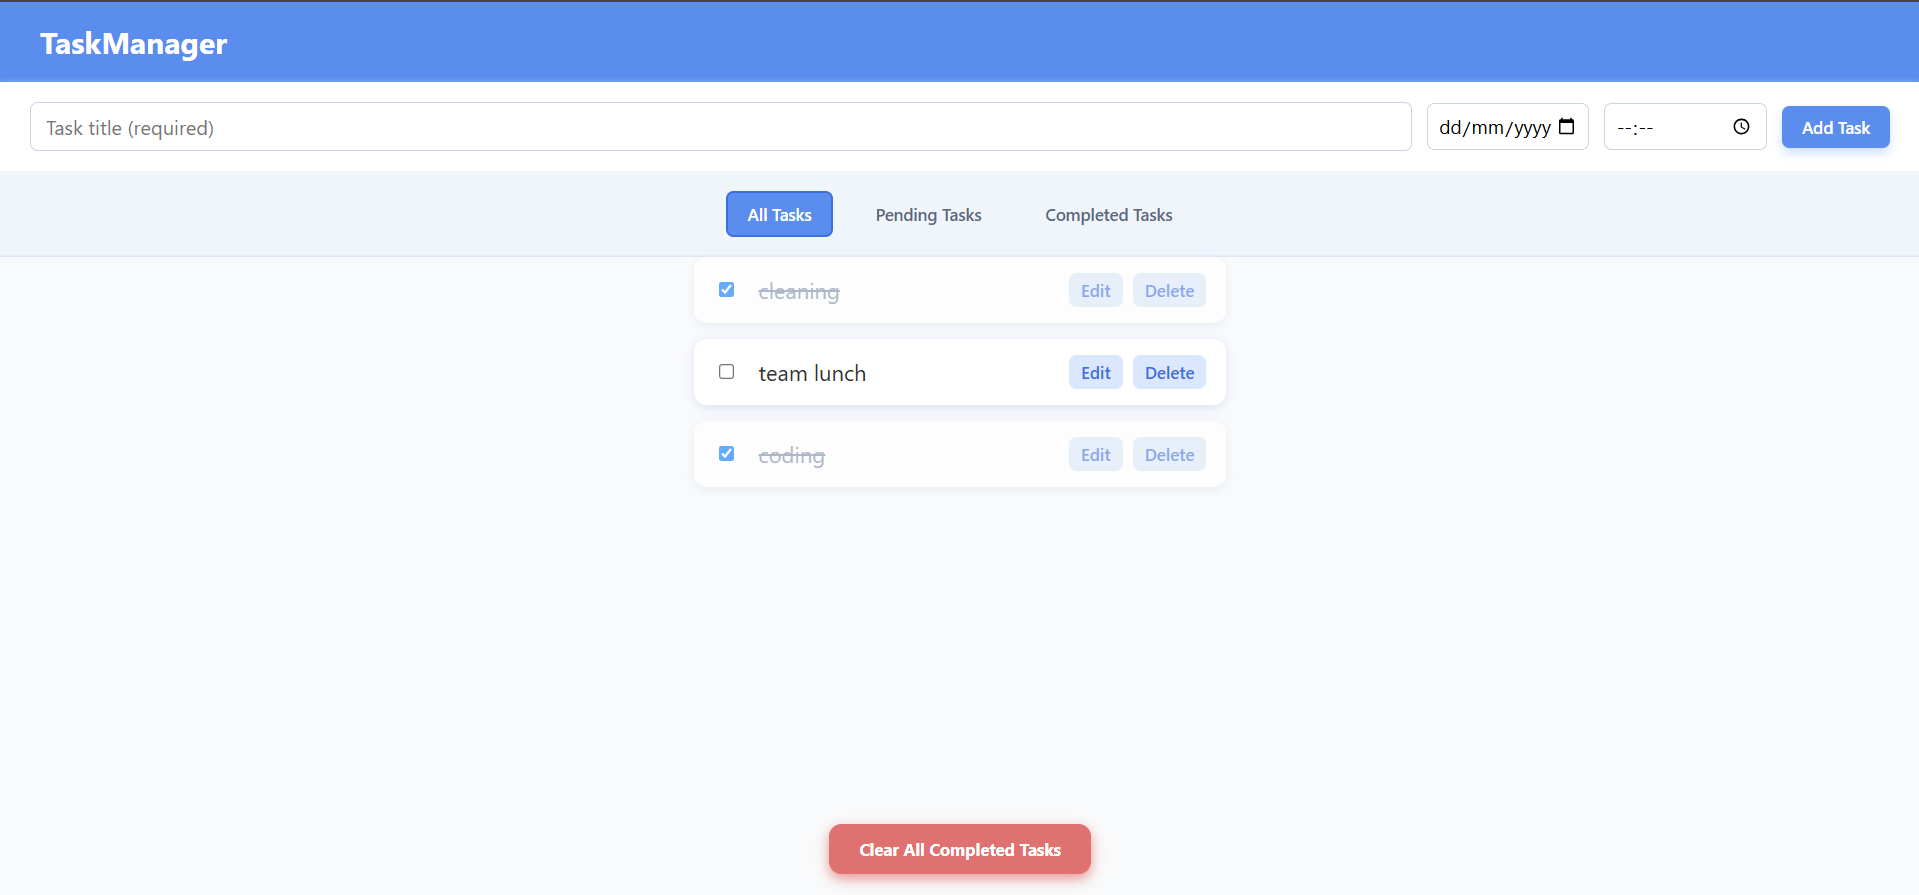 TaskManager
Task title (required)
dd/mm/yyyy
--:--
Add Task
All Tasks
Pending Tasks
Completed Tasks
cleaning
Edit
Delete
team lunch
Edit
Delete
coding
Edit
Delete
Clear All Completed Tasks